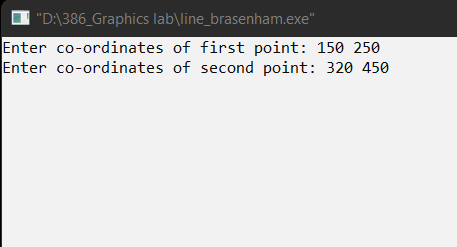 "D:\386_Graphics lab\line_brasenham.exe"
Enter co-ordinates of first point: 150 250
Enter co-ordinates of second point: 320 450